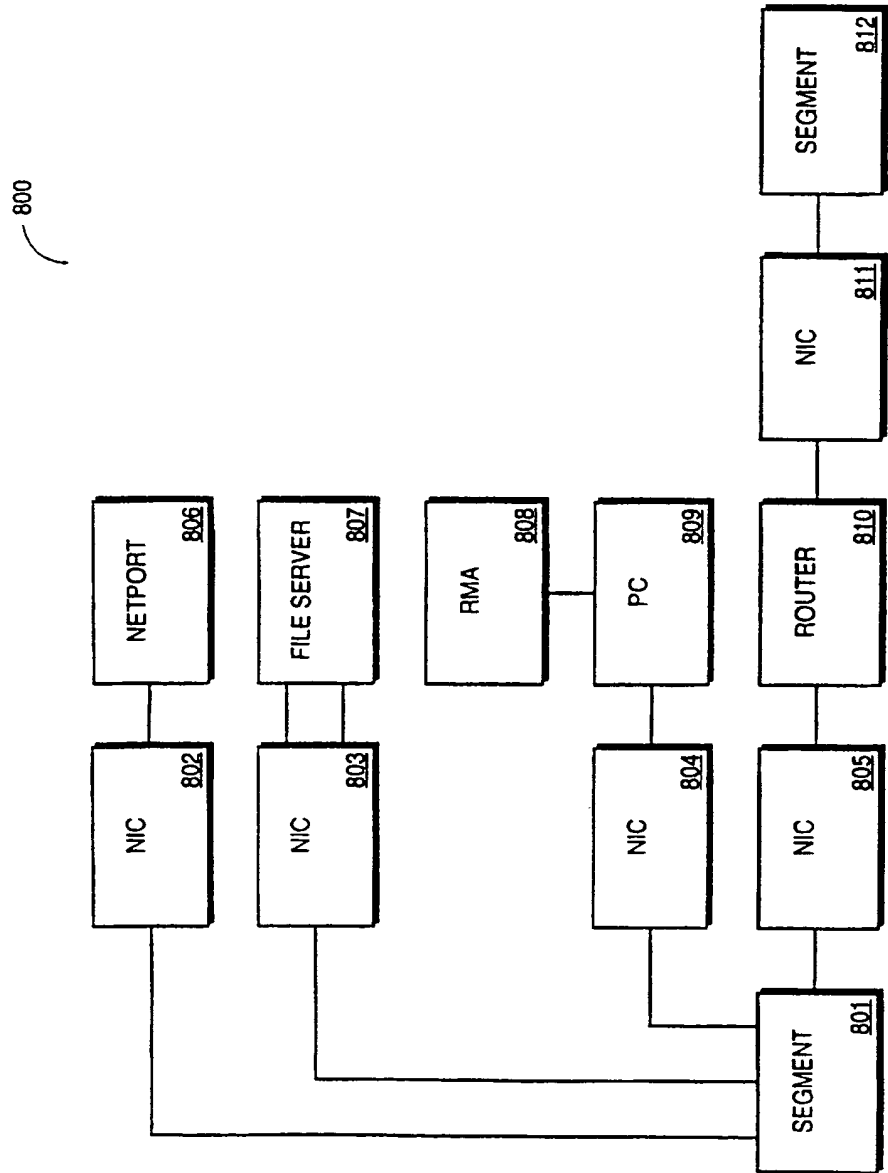 800
NETPORT
806
NIC
802
FILE SERVER
807
NIC
803
RMA
808
PC
809
NIC
804
SEGMENT
812
NIC
811
ROUTER
810
NIC
805
SEGMENT
801